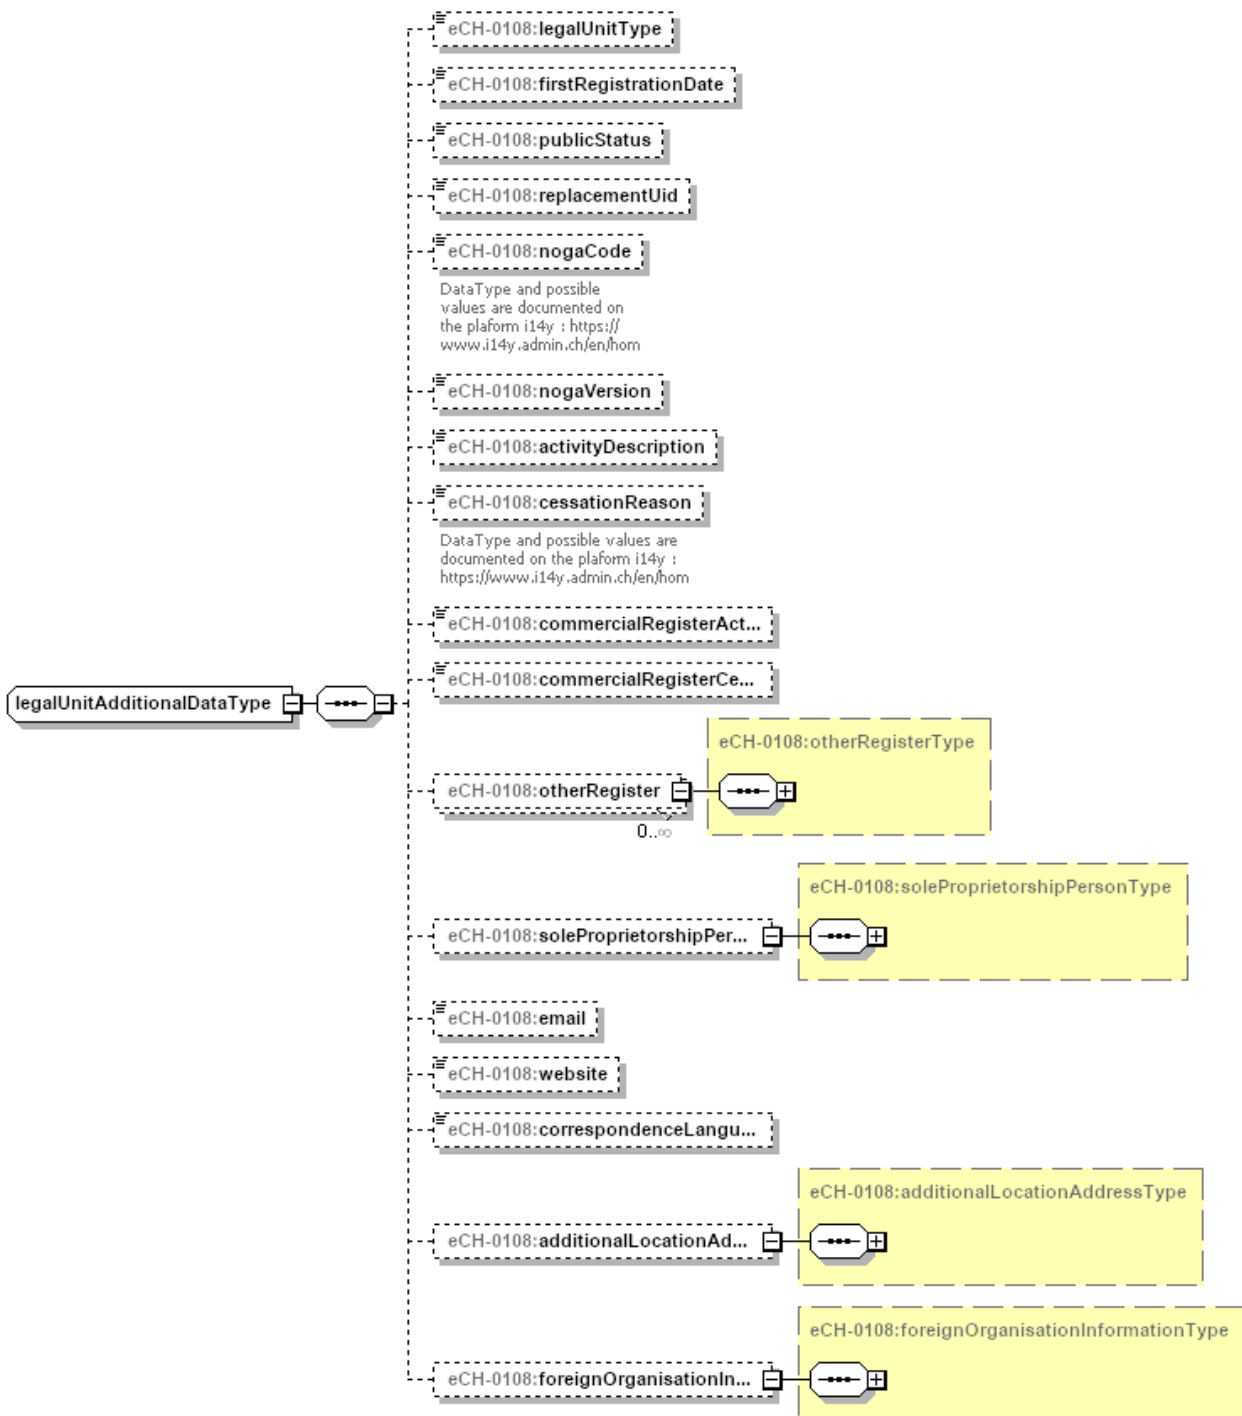 eCH-0108:legalUnitType
eCH-0108:firstRegistrationDate
eCH-0108:publicStatus
eCH-0108:replacementUid
eCH-0108:nogaCode
DataType and possible
values are documented on
the plaform i14y : https://
www.i14y.admin.ch/en/hom
eCH-0108:nogaVersion
eCH-0108:activityDescription
eCH-0108:cessationReason
DataType and possible values are
documented on the plaform i14y :
https://www.i14y.admin.ch/en/hom
eCH-0108:commercialRegisterAct...
eCH-0108:commercialRegisterCe...
legalUnitAdditionalDataType
eCH-0108:otherRegisterType
eCH-0108:otherRegister
0..∞
eCH-0108:soleProprietorshipPersonType
eCH-0108:soleProprietorshipPer...
eCH-0108:email
eCH-0108:website
eCH-0108:correspondenceLangu...
eCH-0108:additionalLocationAddressType
eCH-0108:additionalLocationAd...
eCH-0108:foreignOrganisationInformationType
eCH-0108:foreignOrganisationIn...